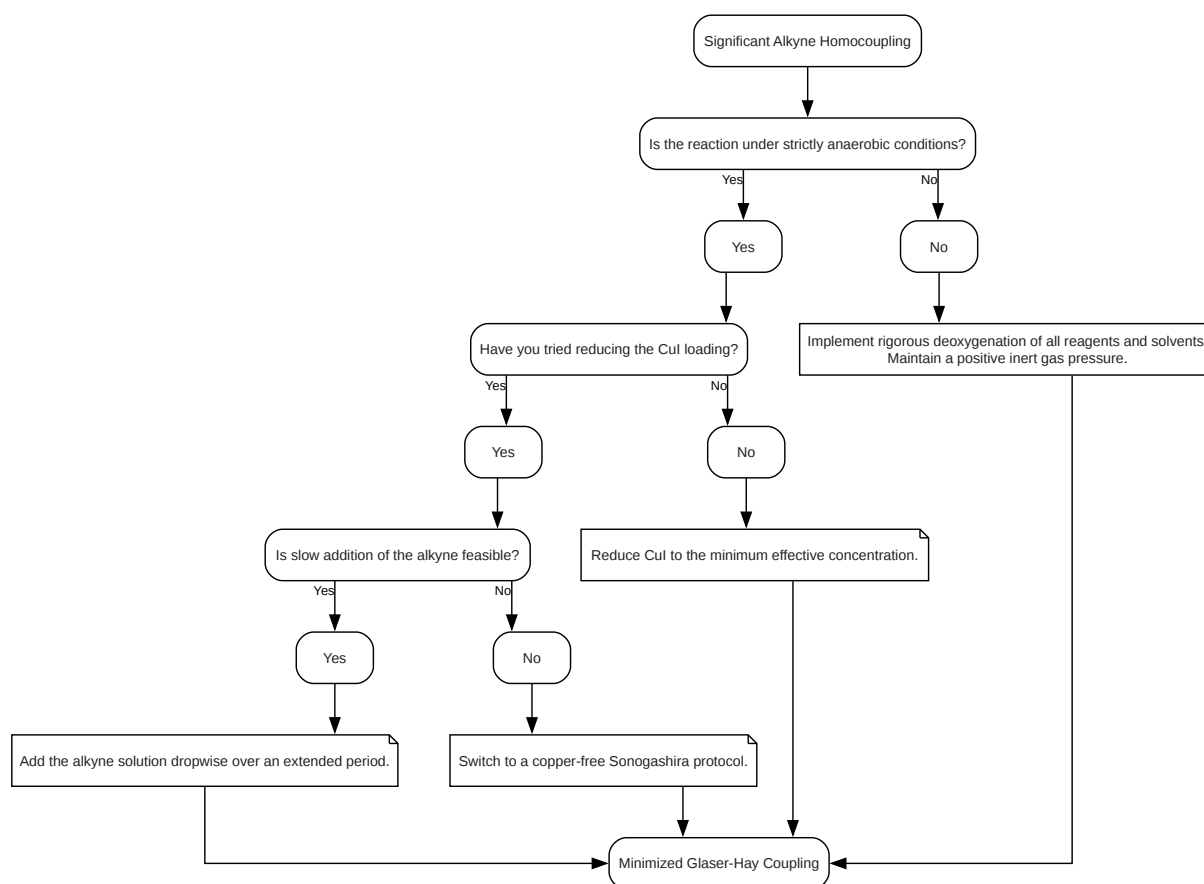 Significant Alkyne Homocoupling
Is the reaction under strictly anaerobic conditions?
Yes
No
Yes
No
Have you tried reducing the CuI loading?
Implement rigorous deoxygenation of all reagents and solvents
Maintain a positive inert gas pressure.
Yes
No
Yes
No
Is slow addition of the alkyne feasible?
Reduce CuI to the minimum effective concentration.
Yes
No
Yes
No
Add the alkyne solution dropwise over an extended period.
Switch to a copper-free Sonogashira protocol.
Minimized Glaser-Hay Coupling